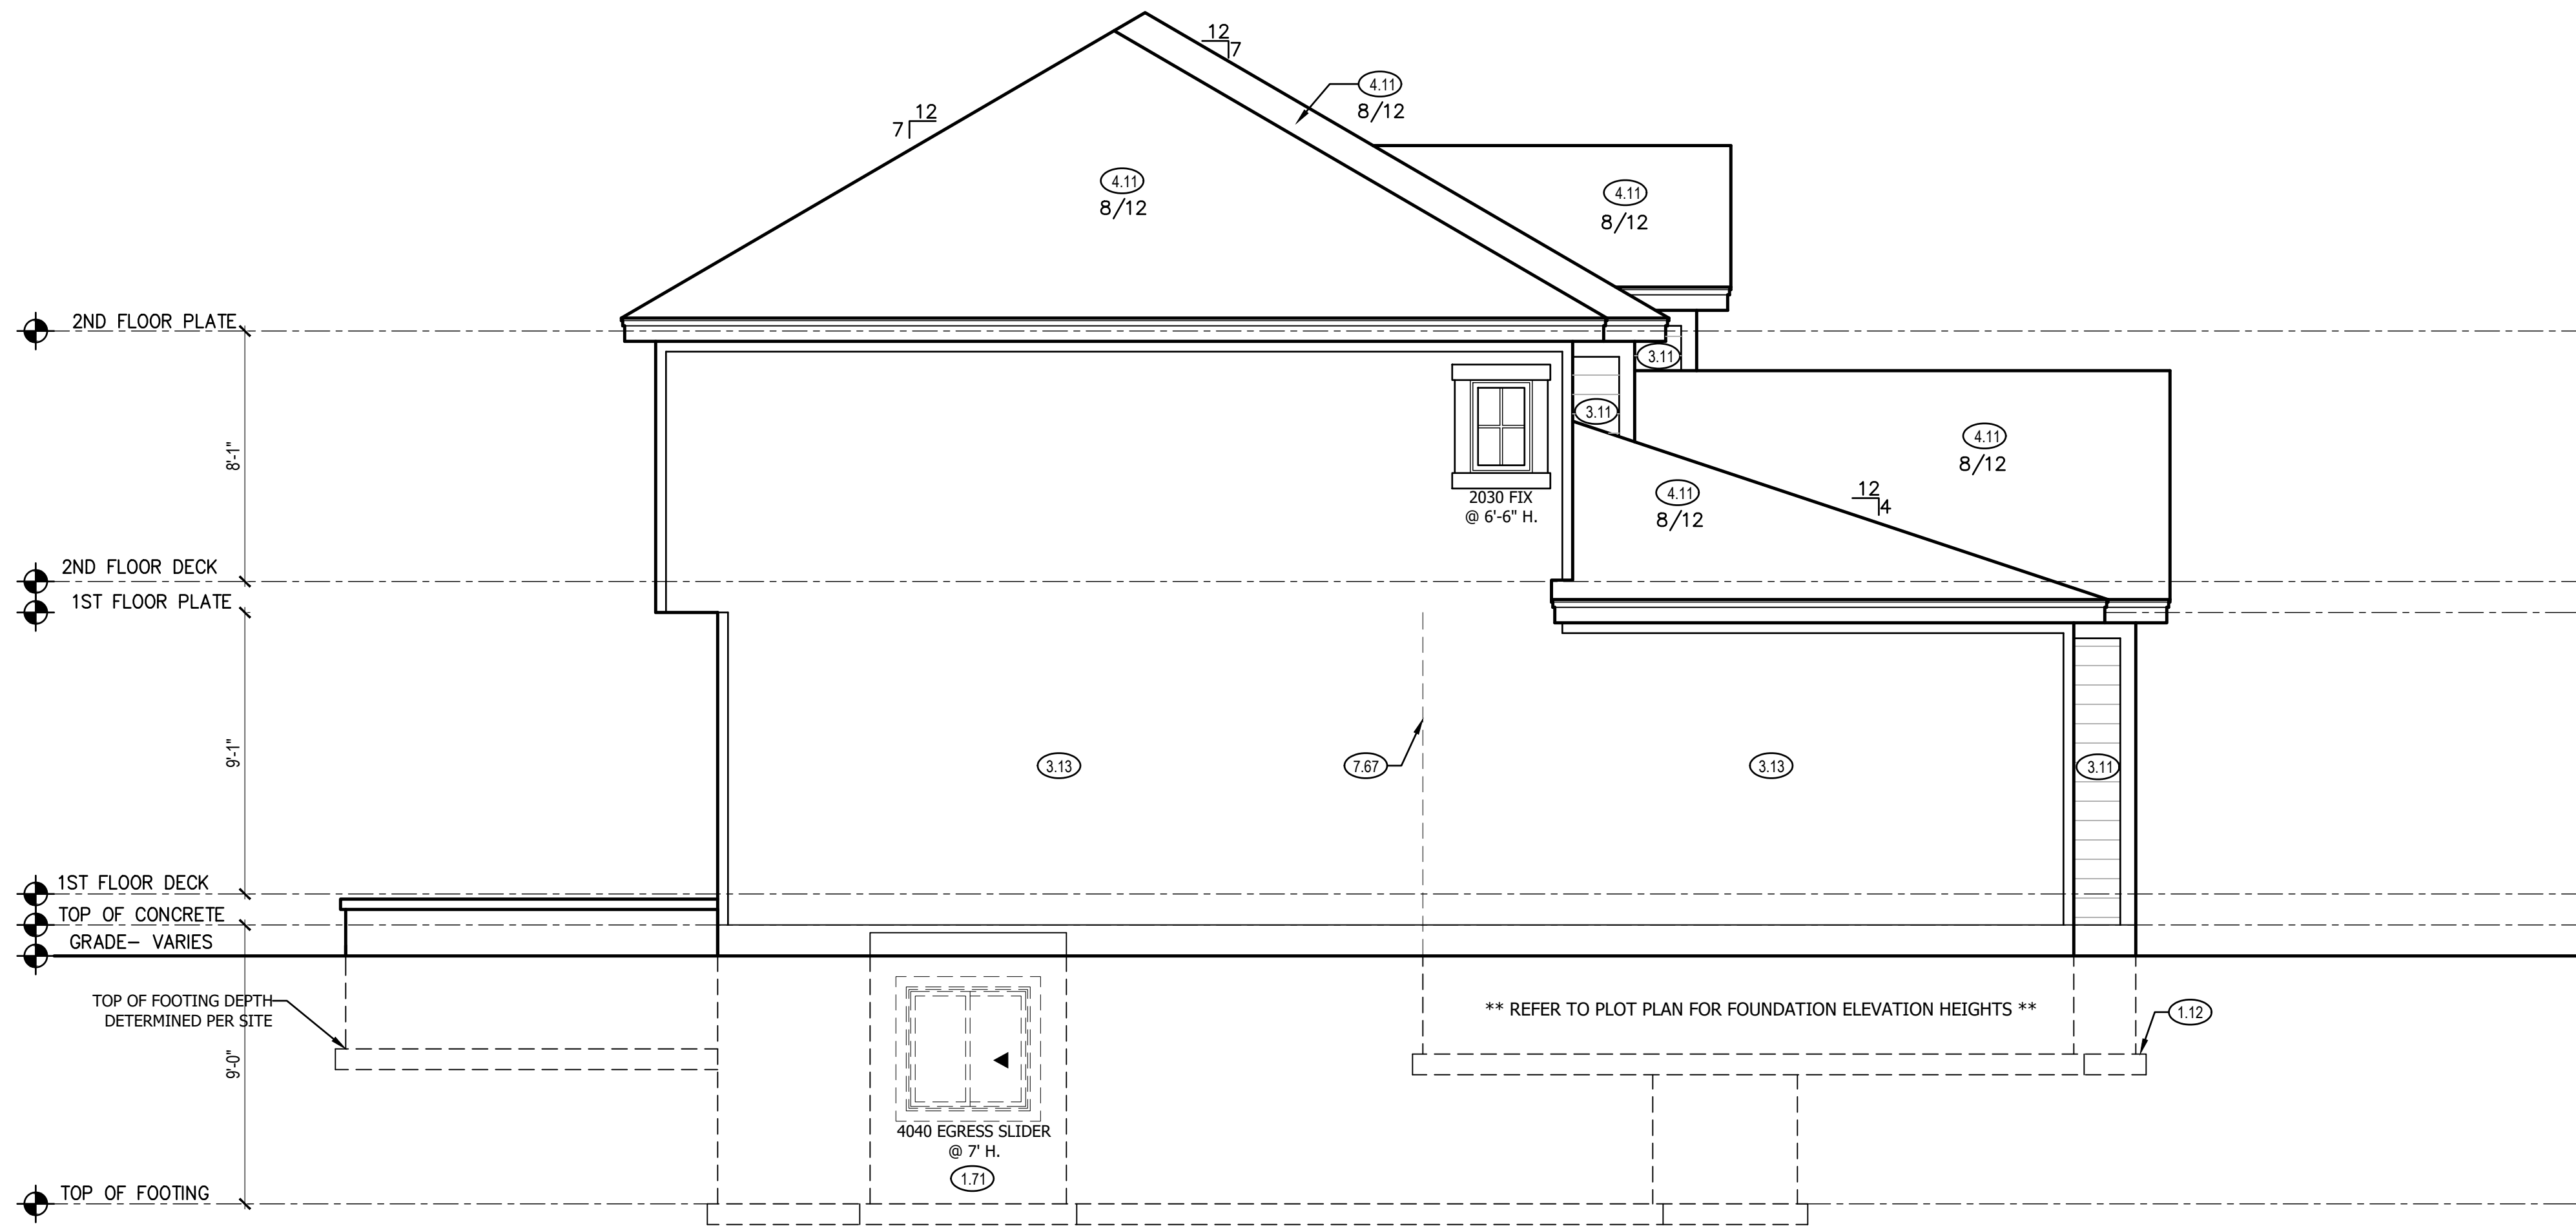 12
7
4.11
8/12
12
7
4.11
8/12
4.11
8/12
2ND FLOOR PLATE
3.11
3.11
8'-1"
4.11
8/12
2030 FIX
@ 6'-6" H.
4.11
8/12
12
4
2ND FLOOR DECK
1ST FLOOR PLATE
9'-1"
3.13
7.67
3.13
3.11
1ST FLOOR DECK
TOP OF CONCRETE
GRADE- VARIES
TOP OF FOOTING DEPTH
DETERMINED PER SITE
** REFER TO PLOT PLAN FOR FOUNDATION ELEVATION HEIGHTS **
1.12
9'-0"
4040 EGRESS SLIDER
@ 7' H.
1.71
TOP OF FOOTING